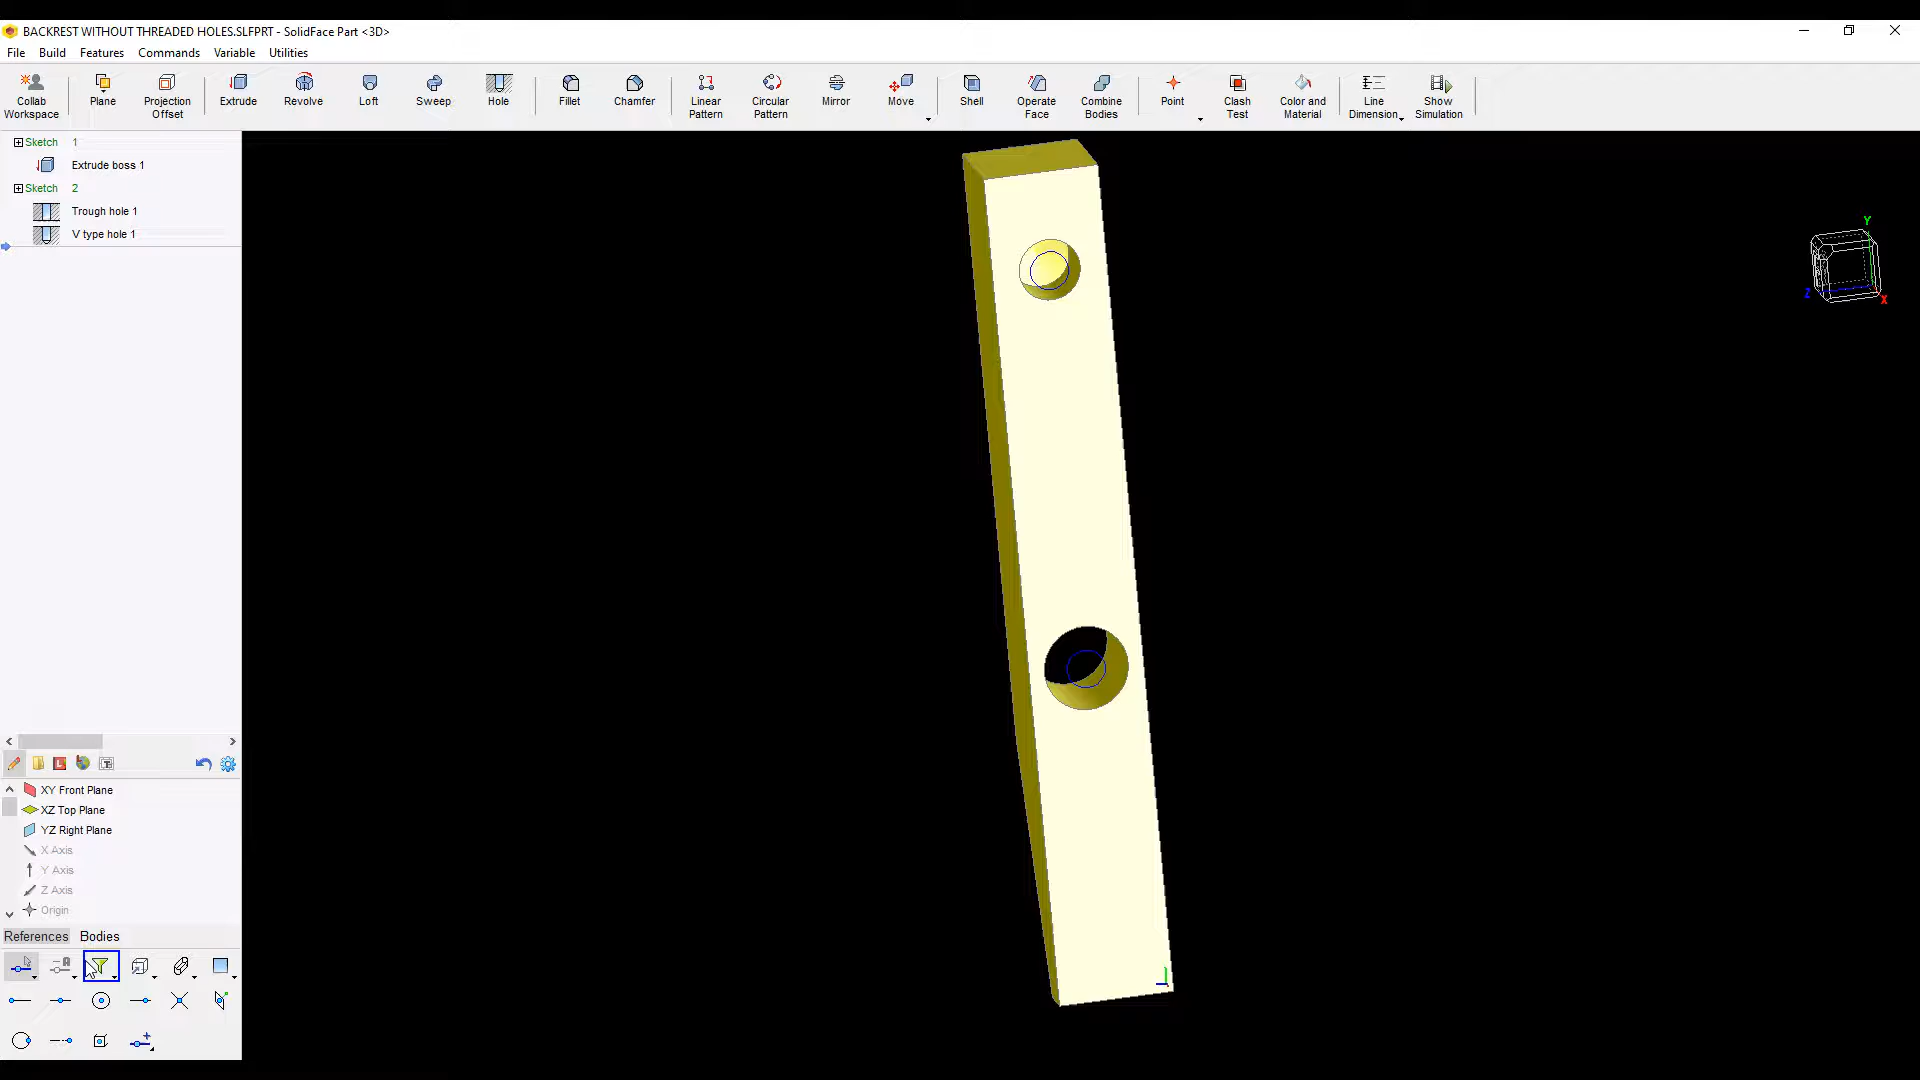 BACKREST WITHOUT THREADED HOLES.SLFPRT - SolidFace Part <3D>
File Build Features Commands Variable Utilities
Collab Workspace
Plane
Projection Offset
Extrude
Revolve
Loft
Sweep
Hole
Fillet
Chamfer
Linear Pattern
Circular Pattern
Mirror
Move
Shell
Operate Face
Combine Bodies
Point
Clash Test
Color and Material
Line Dimension
Show Simulation
Sketch 1
Extrude boss 1
Sketch 2
Trough hole 1
V type hole 1
Y
Z
X
XY Front Plane
XZ Top Plane
YZ Right Plane
X Axis
Y Axis
Z Axis
Origin
References Bodies